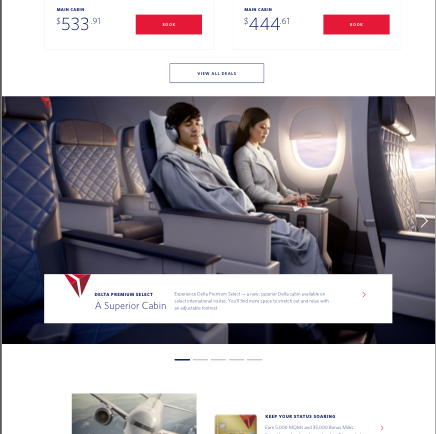 MAIN CABIN
$533.91
BOOK
MAIN CABIN
$444.61
BOOK
VIEW ALL DEALS
DELTA PREMIUM SELECT
A Superior Cabin
Experience Delta Premium Select — a new, superior Delta cabin available on
select international routes. You'll find more space to stretch out and relax with
an adjustable footrest
KEEP YOUR STATUS SOARING
Earn 5,000 MQMs and 35,000 Bonus Miles.